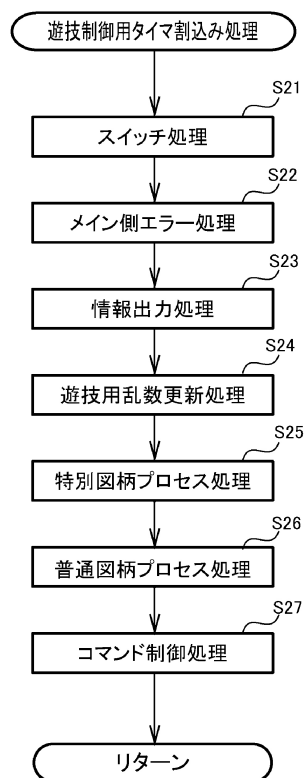 遊技制御用タイマ割込み処理
S21
スイッチ処理
S22
メイン側エラー処理
S23
情報出力処理
S24
遊技用乱数更新処理
S25
特別図柄プロセス処理
S26
普通図柄プロセス処理
S27
コマンド制御処理
リターン